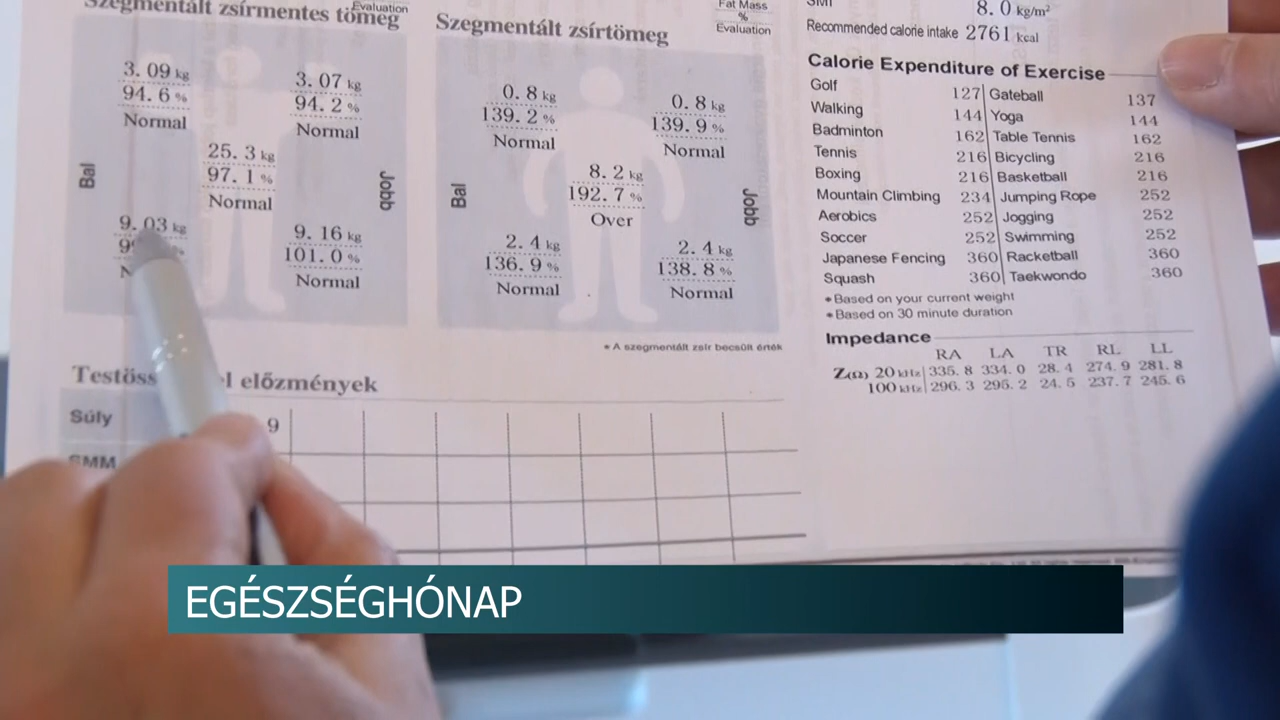 Szegmentált zsírmentes tömeg
Evaluation
3.09 kg
94.6 %
Normal
3.07 kg
94.2 %
Normal
25.3 kg
97.1 %
Normal
Bal
Jobb
9.03 kg
9.16 kg
101.0 %
Normal
Szegmentált zsírtömeg
Fat Mass
%
Evaluation
0.8 kg
139.2 %
Normal
0.8 kg
139.9 %
Normal
8.2 kg
192.7 %
Over
Bal
Jobb
2.4 kg
136.9 %
Normal
2.4 kg
138.8 %
Normal
* A szegmentált zsír becsült érték
előzmények
Súly 9
SMM
SMI 8.0 kg/m²
Recommended calorie intake 2761 kcal
Calorie Expenditure of Exercise
Golf 127 Gateball 137
Walking 144 Yoga 144
Badminton 162 Table Tennis 162
Tennis 216 Bicycling 216
Boxing 216 Basketball 216
Mountain Climbing 234 Jumping Rope 252
Aerobics 252 Jogging 252
Soccer 252 Swimming 252
Japanese Fencing 360 Racketball 360
Squash 360 Taekwondo 360
* Based on your current weight
* Based on 30 minute duration
Impedance
RA LA TR RL LL
Z(Ω) 20 kHz 335.8 334.0 28.4 274.9 281.8
100 kHz 296.3 295.2 24.5 237.7 245.6
EGÉSZSÉGHÓNAP